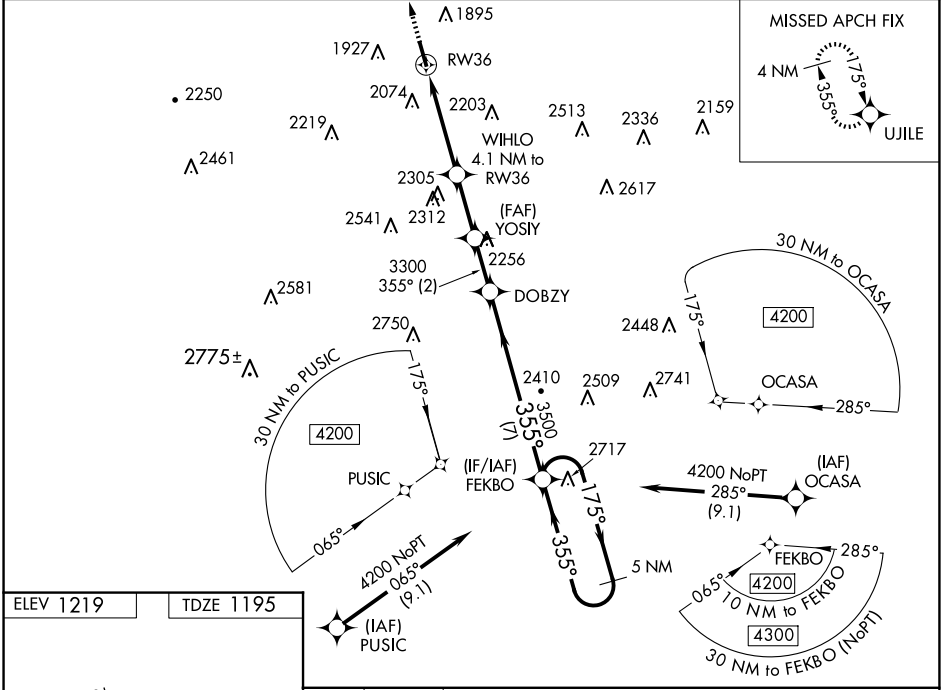 1895
1927
RW36
MISSED APCH FIX
4 NM
175°
355°
UJILE
2250
2074
2203
2219
2513
2336
2159
WIHLO
4.1 NM to
RW36
2461
2305
2312
2617
2541
(FAF)
YOSIY
2256
3300
355° (2)
DOBZY
30 NM to OCASA
175°
4200
2581
2750
2448
2775±
OCASA
285°
30 NM to PUSIC
175°
4200
2410
2509
2741
3500
355°
(7)
PUSIC
065°
(IF/IAF)
FEKBO
2717
175°
355°
5 NM
4200 NoPT
285°
(9.1)
(IAF)
OCASA
4200 NoPT
065°
(9.1)
FEKBO
285°
065°
4200
10 NM to FEKBO
4300
30 NM to FEKBO (NoPT)
ELEV 1219
TDZE 1195
(IAF)
PUSIC